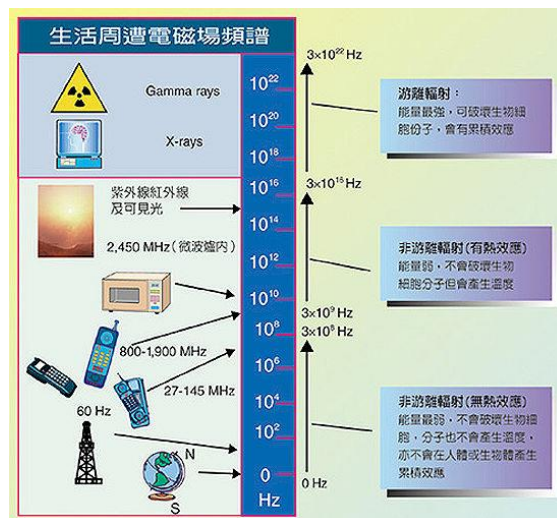 生活周遭電磁場頻譜
Gamma rays
X-rays
紫外線紅外線
及可見光
2,450 MHz(微波爐內)
800-1,900 MHz
27-145 MHz
60 Hz
N
S
10²²
10²⁰
10¹⁸
10¹⁶
10¹⁴
10¹²
10¹⁰
10⁸
10⁶
10⁴
10²
0
Hz
3×10²² Hz
3×10¹⁵ Hz
3×10⁹ Hz
0 Hz
游離輻射:
能量最強,可破壞生物細
胞份子,會有累積效應
非游離輻射(有熱效應)
能量弱,不會破壞生物
細胞分子但會產生溫度
非游離輻射(無熱效應)
能量最弱,不會破壞生物細
胞,分子也不會產生溫度,
亦不會在人體或生物體產生
累積效應